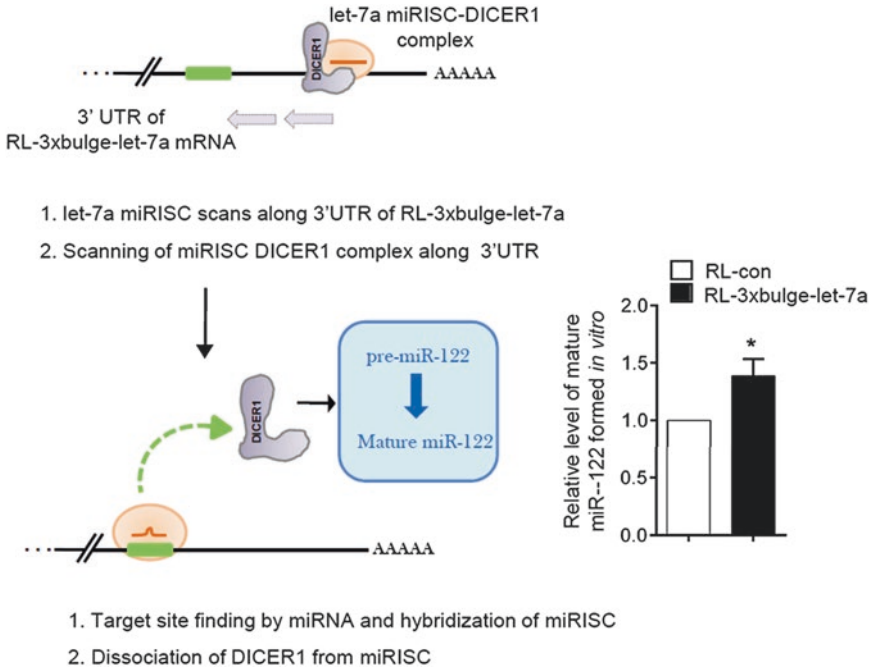 let-7a miRISC-DICER1
complex
DICER1
AAAAA
3' UTR of
RL-3xbulge-let-7a mRNA
1. let-7a miRISC scans along 3'UTR of RL-3xbulge-let-7a
2. Scanning of miRISC DICER1 complex along 3'UTR
pre-miR-122
Mature miR-122
DICER1
AAAAA
RL-con
RL-3xbulge-let-7a
Relative level of mature
miR--122 formed in vitro
2.0
1.5
1.0
0.5
0.0
*
1. Target site finding by miRNA and hybridization of miRISC
2. Dissociation of DICER1 from miRISC